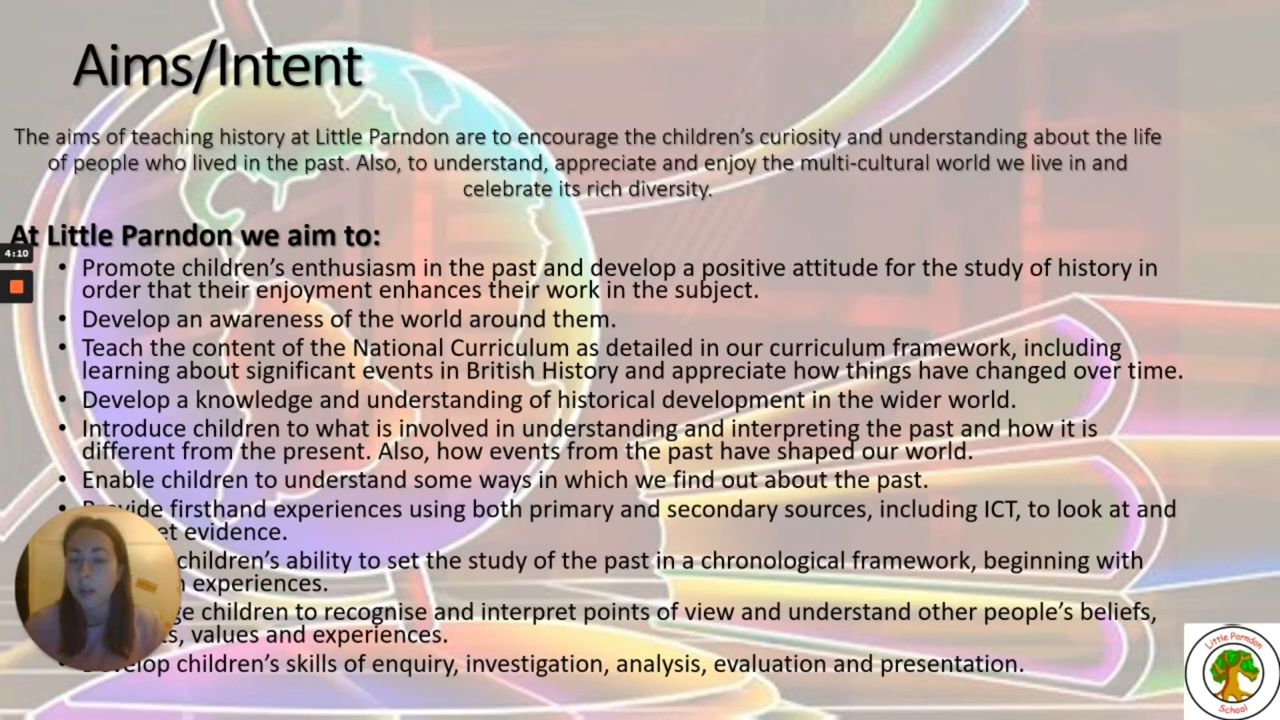 Aims/Intent
The aims of teaching history at Little Parndon are to encourage the children's curiosity and understanding about the life
of people who lived in the past. Also, to understand, appreciate and enjoy the multi-cultural world we live in and
celebrate its rich diversity.
At Little Parndon we aim to:
4:10
• Promote children's enthusiasm in the past and develop a positive attitude for the study of history in
order that their enjoyment enhances their work in the subject.
• Develop an awareness of the world around them.
• Teach the content of the National Curriculum as detailed in our curriculum framework, including
learning about significant events in British History and appreciate how things have changed over time.
• Develop a knowledge and understanding of historical development in the wider world.
• Introduce children to what is involved in understanding and interpreting the past and how it is
different from the present. Also, how events from the past have shaped our world.
• Enable children to understand some ways in which we find out about the past.
• Provide firsthand experiences using both primary and secondary sources, including ICT, to look at and
evidence.
children's ability to set the study of the past in a chronological framework, beginning with
experiences.
children to recognise and interpret points of view and understand other people's beliefs,
values and experiences.
• Develop children's skills of enquiry, investigation, analysis, evaluation and presentation.
Little Parndon
School